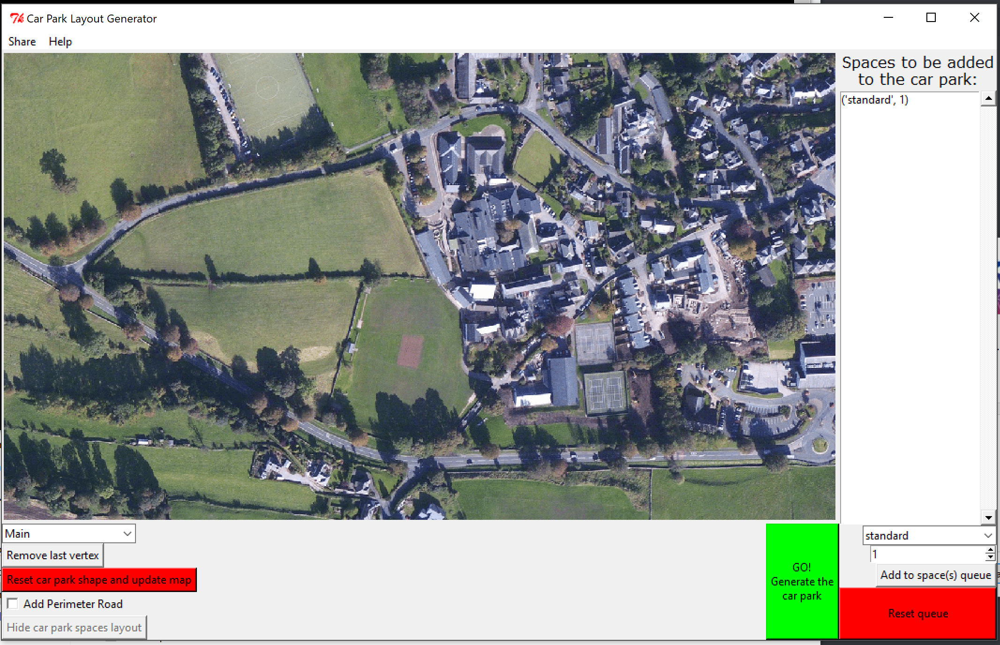 Car Park Layout Generator
Share Help
Spaces to be added
to the car park:
('standard', 1)
Main
Remove last vertex
Reset car park shape and update map
Add Perimeter Road
Hide car park spaces layout
GO!
Generate the
car park
standard
1
Add to space(s) queue
Reset queue